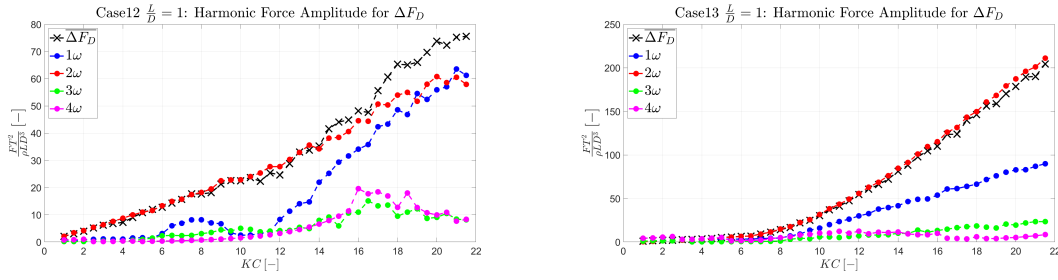 Case12 L/D = 1: Harmonic Force Amplitude for ΔF_D
80
70
60
50
40
30
20
10
0
FT²/ρLD³ [−]
ΔF_D
1ω
2ω
3ω
4ω
0 2 4 6 8 10 12 14 16 18 20 22
KC [−]
Case13 L/D = 1: Harmonic Force Amplitude for ΔF_D
250
200
150
100
50
0
FT²/ρLD³ [−]
ΔF_D
1ω
2ω
3ω
4ω
0 2 4 6 8 10 12 14 16 18 20 22
KC [−]